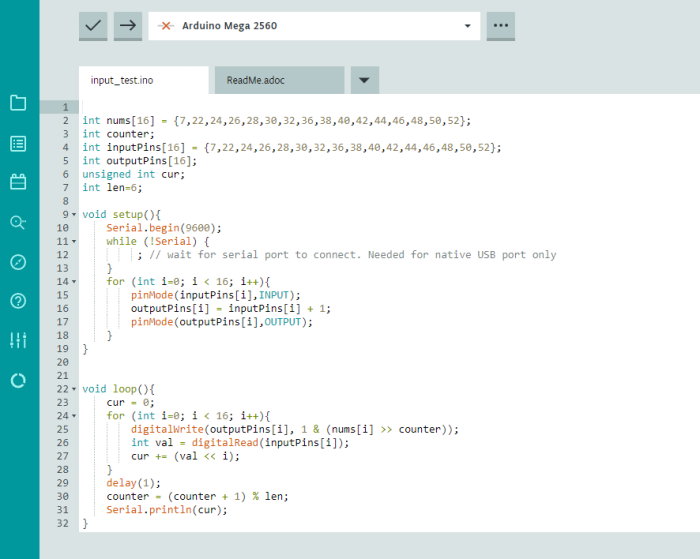 Arduino Mega 2560
input_test.ino ReadMe.adoc
1
2 int nums[16] = {7,22,24,26,28,30,32,36,38,40,42,44,46,48,50,52};
3 int counter;
4 int inputPins[16] = {7,22,24,26,28,30,32,36,38,40,42,44,46,48,50,52};
5 int outputPins[16];
6 unsigned int cur;
7 int len=6;
8
9 void setup(){
10 Serial.begin(9600);
11 while (!Serial) {
12 ; // wait for serial port to connect. Needed for native USB port only
13 }
14 for (int i=0; i < 16; i++){
15 pinMode(inputPins[i],INPUT);
16 outputPins[i] = inputPins[i] + 1;
17 pinMode(outputPins[i],OUTPUT);
18 }
19 }
20
21
22 void loop(){
23 cur = 0;
24 for (int i=0; i < 16; i++){
25 digitalWrite(outputPins[i], 1 & (nums[i] >> counter));
26 int val = digitalRead(inputPins[i]);
27 cur += (val << i);
28 }
29 delay(1);
30 counter = (counter + 1) % len;
31 Serial.println(cur);
32 }